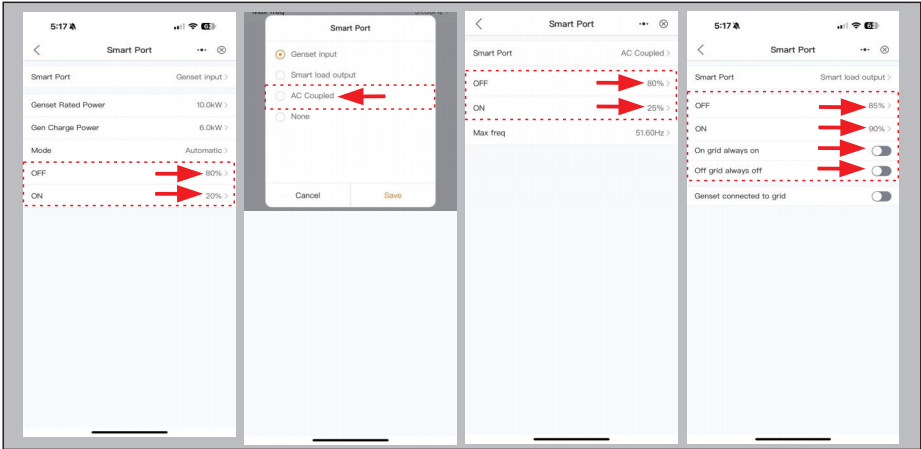 5:17
Smart Port
Smart Port Genset input >
Genset Rated Power 10.0kW >
Gen Charge Power 6.0kW >
Mode Automatic >
OFF 80% >
ON 20% >
Smart Port
Genset input
Smart load output
AC Coupled
None
Cancel Save
Smart Port
Smart Port AC Coupled >
OFF 80% >
ON 25% >
Max freq 51.60Hz >
5:17
Smart Port
Smart Port Smart load output >
OFF 85% >
ON 90% >
On grid always on
Off grid always off
Genset connected to grid